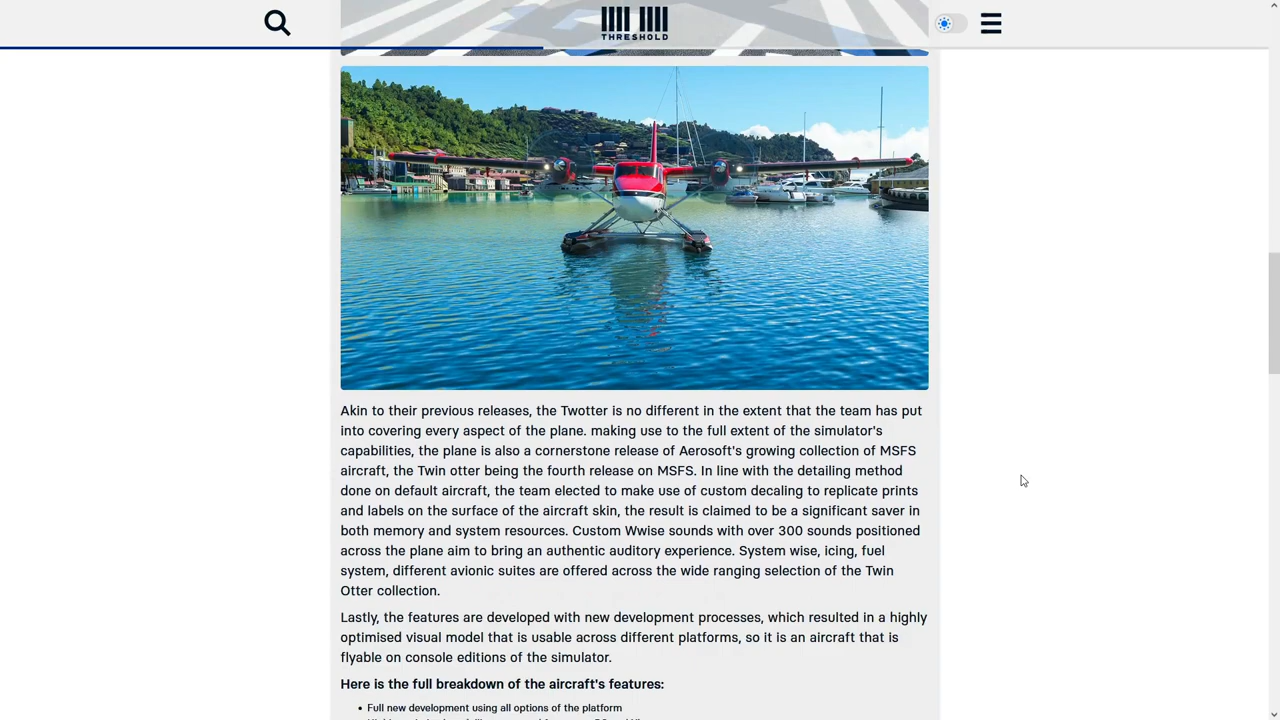 THRESHOLD
Akin to their previous releases, the Twotter is no different in the extent that the team has put
into covering every aspect of the plane. making use to the full extent of the simulator's
capabilities, the plane is also a cornerstone release of Aerosoft's growing collection of MSFS
aircraft, the Twin otter being the fourth release on MSFS. In line with the detailing method
done on default aircraft, the team elected to make use of custom decaling to replicate prints
and labels on the surface of the aircraft skin, the result is claimed to be a significant saver in
both memory and system resources. Custom Wwise sounds with over 300 sounds positioned
across the plane aim to bring an authentic auditory experience. System wise, icing, fuel
system, different avionic suites are offered across the wide ranging selection of the Twin
Otter collection.
Lastly, the features are developed with new development processes, which resulted in a highly
optimised visual model that is usable across different platforms, so it is an aircraft that is
flyable on console editions of the simulator.
Here is the full breakdown of the aircraft's features:
• Full new development using all options of the platform